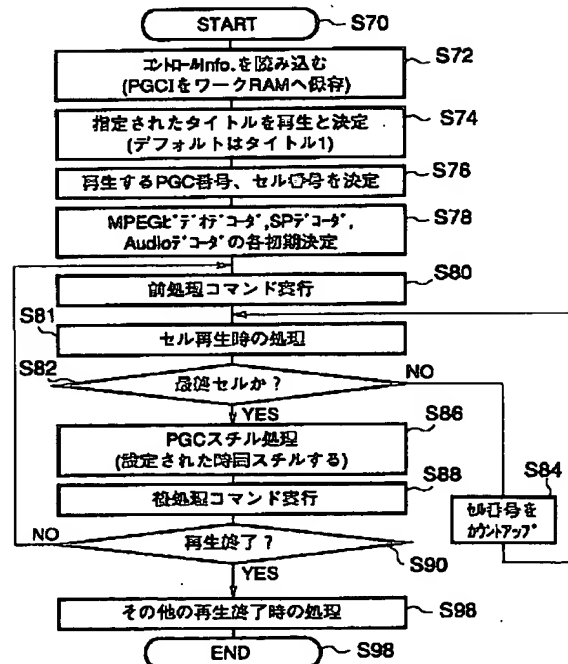 START
S70
コントロールInfo.を読み込む
(PGCIをワークRAMへ保存)
S72
指定されたタイトルを再生と決定
(デフォルトはタイトル1)
S74
再生するPGC番号、セル番号を決定
S76
MPEGビデオデコーダ,SPデコーダ,
Audioデコーダの各初期決定
S78
前処理コマンド実行
S80
S81
セル再生時の処理
S82
最終セルか?
NO
YES
PGCスチル処理
(設定された時間スチルする)
S86
S84
セル番号を
カウントアップ
後処理コマンド実行
S88
NO
再生終了?
S90
YES
その他の再生終了時の処理
S98
END
S98